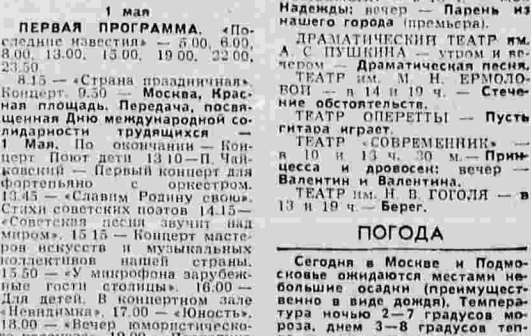 1 мая
ПЕРВАЯ ПРОГРАММА. «По-
следние известия» — 5.00, 6.00,
8.00, 13.00, 15.00, 19.00, 22.00,
23.50.
8.15 — «Страна праздничная».
Концерт. 9.50 — Москва, Крас-
ная площадь. Передача, посвя-
щенная Дню международной со-
лидарности трудящихся —
1 Мая. По окончании — Кон-
церт Поют дети 13.10 — П. Чай-
ковский — Первый концерт для
фортепьяно с оркестром.
13.45 — «Славим Родину свою».
Стихи советских поэтов 14.15—
«Советская песня звучит над
миром». 15.15 — Концерт масте-
ров искусств и музыкальных
коллективов нашей страны.
15.50 — «У микрофона зарубеж-
ные гости столицы». 16.00 —
Для детей. В концертном зале
«Невидимка». 17.00 — «Юность».
18.00 — «Вечер юмористическо-
Надежды: вечер — Парень из
нашего города (премьера).
ДРАМАТИЧЕСКИЙ ТЕАТР им.
А. С. ПУШКИНА — утром и ве-
чером — Драматическая песня.
ТЕАТР им. М. Н. ЕРМОЛО-
ВОЙ — в 14 и 19 ч. — Стече-
ние обстоятельств.
ТЕАТР ОПЕРЕТТЫ — Пусть
гитара играет.
ТЕАТР «СОВРЕМЕННИК» —
в 10 и 13 ч. 30 м. — Прин-
цесса и дровосек: вечер —
Валентин и Валентина.
ТЕАТР им. Н. В. ГОГОЛЯ — в
13 и 19 ч. — Берег.
ПОГОДА
Сегодня в Москве и Подмос-
ковье ожидаются местами не-
большие осадки (преимущест-
венно в виде дождя). Температу-
ра ночью 2—7 градусов мо-
роза, днем 3—8 градусов теп-